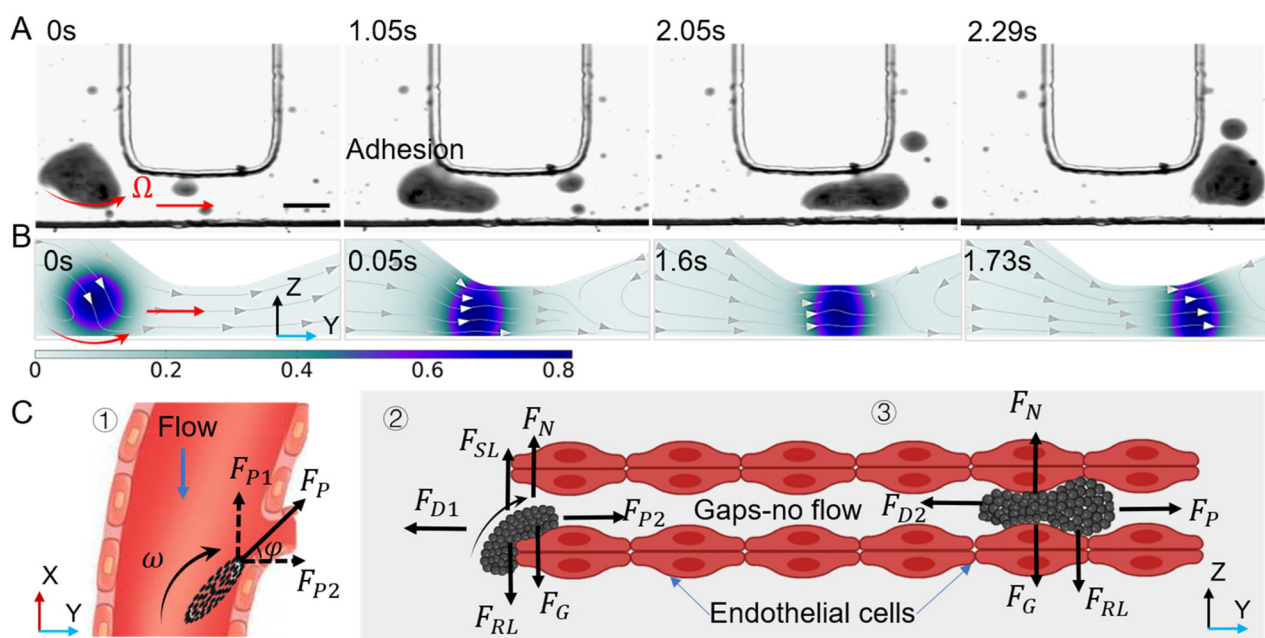 A 0s 1.05s 2.05s 2.29s
Adhesion
Ω
B 0s 0.05s 1.6s 1.73s
Z
Y
0 0.2 0.4 0.6 0.8
C ① Flow ω F_P1 F_P φ F_P2 X Y
② F_SL F_N F_D1 F_P2 F_RL F_G
Gaps-no flow
Endothelial cells
③ F_N F_D2 F_P F_G F_RL Z Y